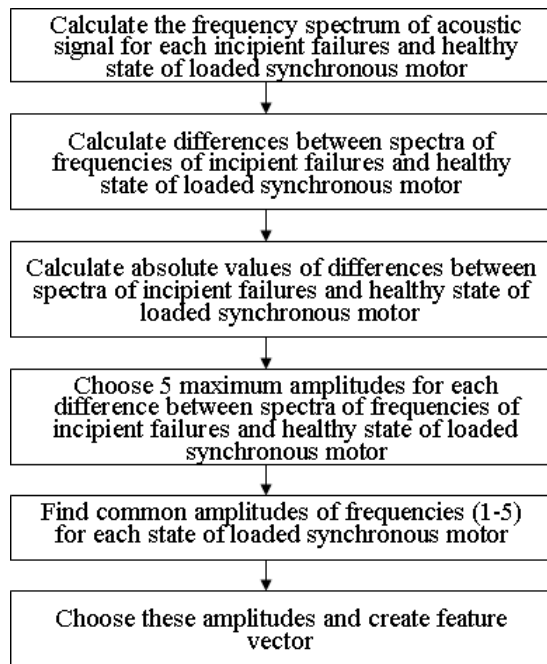 Calculate the frequency spectrum of acoustic
signal for each incipient failures and healthy
state of loaded synchronous motor
Calculate differences between spectra of
frequencies of incipient failures and healthy
state of loaded synchronous motor
Calculate absolute values of differences between
spectra of incipient failures and healthy state of
loaded synchronous motor
Choose 5 maximum amplitudes for each
difference between spectra of frequencies of
incipient failures and healthy state of loaded
synchronous motor
Find common amplitudes of frequencies (1-5)
for each state of loaded synchronous motor
Choose these amplitudes and create feature
vector